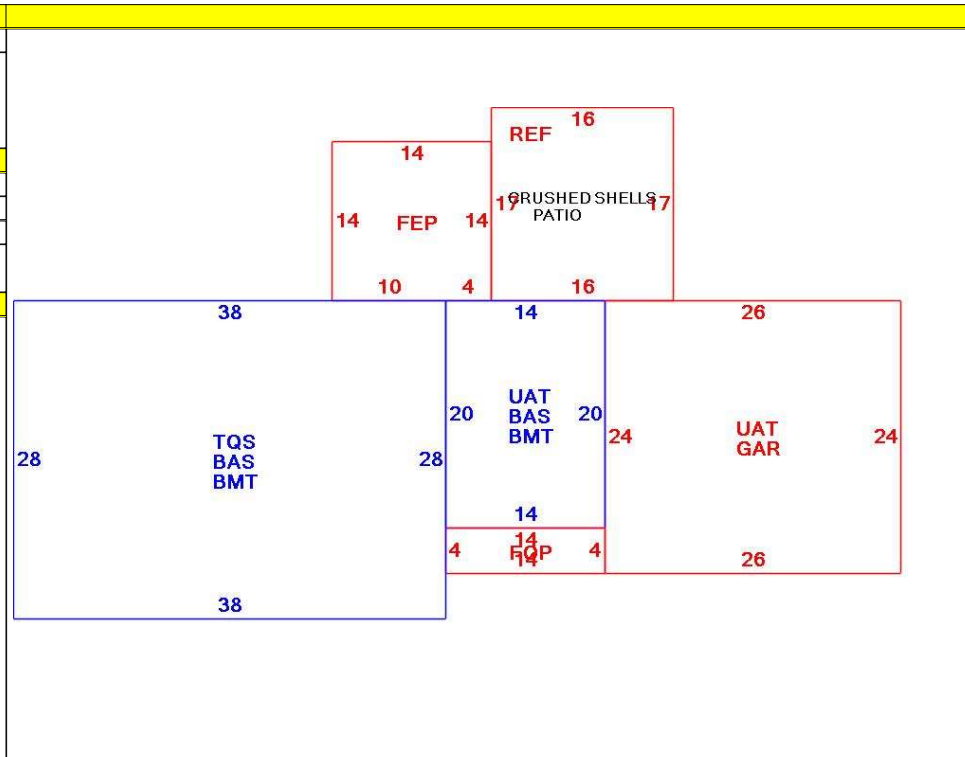 16
REF
14
17 CRUSHED SHELLS 17
PATIO
14 FEP 14
10 4 16
38 14 26
UAT
20 BAS 20
BMT
UAT
24 24
GAR
TQS
28 BAS 28
BMT
14
14
4 FOP 4
14
26
38